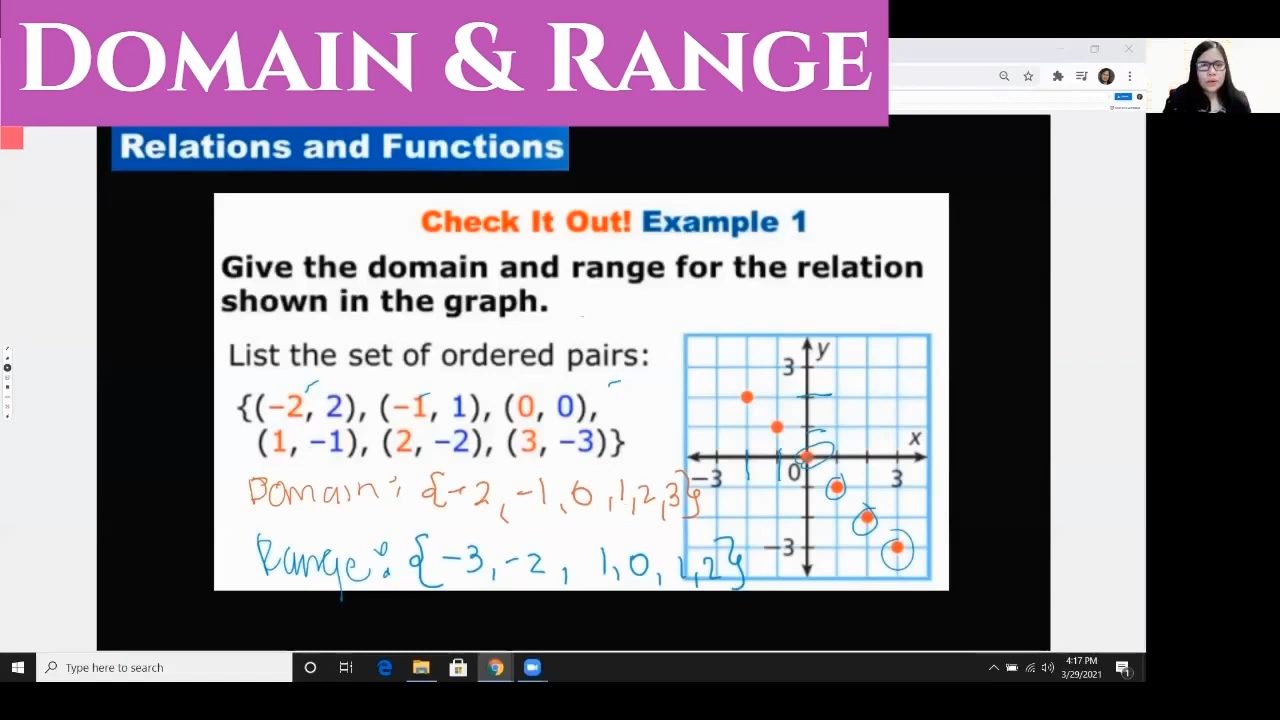 DOMAIN & RANGE
Relations and Functions
Check It Out! Example 1
Give the domain and range for the relation
shown in the graph.
List the set of ordered pairs:
{(−2, 2), (−1, 1), (0, 0),
(1, −1), (2, −2), (3, −3)}
Domain: {-2, -1, 0, 1, 2, 3}
Range: {-3, -2, 1, 0, 1, 2}
y
3
x
−3
0
3
−3
Type here to search
4:17 PM
3/29/2021
1